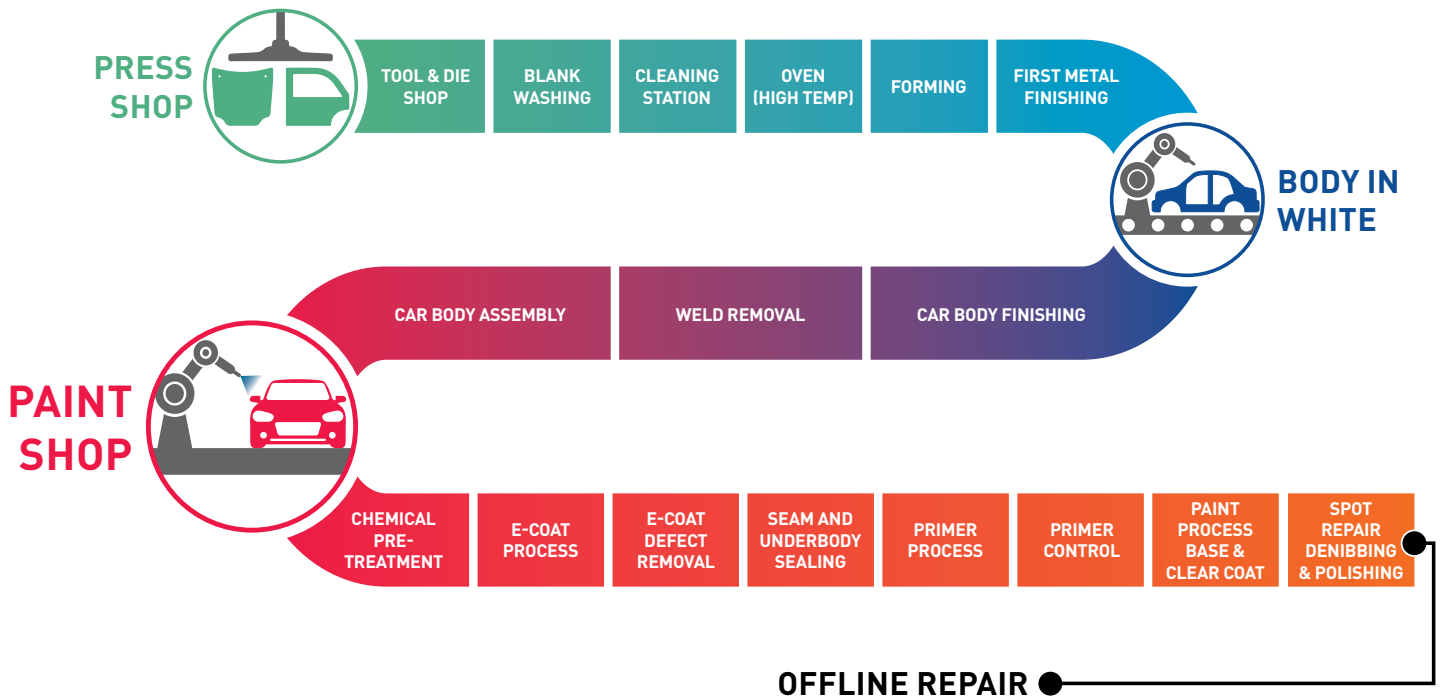 PRESS
SHOP
TOOL & DIE
SHOP
BLANK
WASHING
CLEANING
STATION
OVEN
(HIGH TEMP)
FORMING
FIRST METAL
FINISHING
BODY IN
WHITE
CAR BODY ASSEMBLY
WELD REMOVAL
CAR BODY FINISHING
PAINT
SHOP
CHEMICAL
PRE-
TREATMENT
E-COAT
PROCESS
E-COAT
DEFECT
REMOVAL
SEAM AND
UNDERBODY
SEALING
PRIMER
PROCESS
PRIMER
CONTROL
PAINT
PROCESS
BASE &
CLEAR COAT
SPOT
REPAIR
DENIBBING
& POLISHING
OFFLINE REPAIR